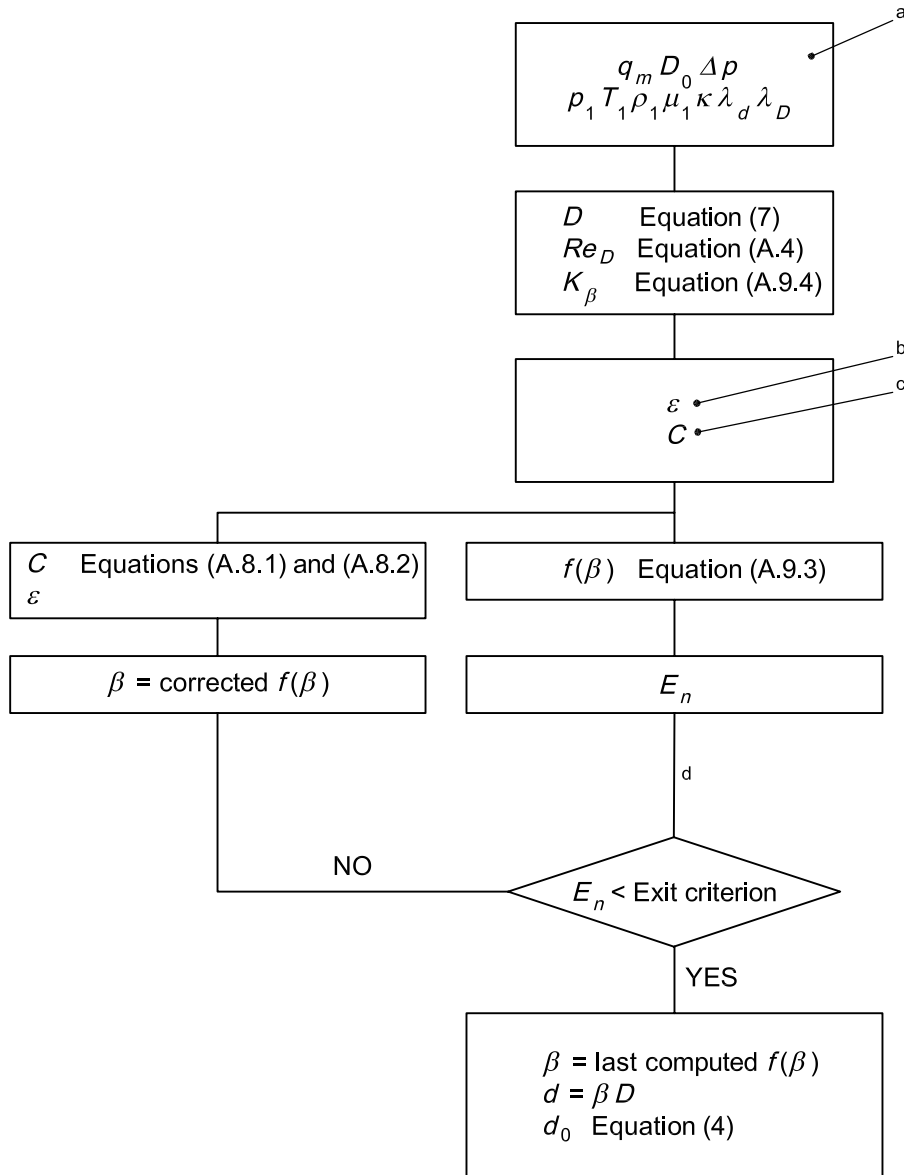 a
q_m D_0 Δp
p_1 T_1 ρ_1 μ_1 κ λ_d λ_D
D Equation (7)
Re_D Equation (A.4)
K_β Equation (A.9.4)
b
ε
c
C
C Equations (A.8.1) and (A.8.2)
ε
f(β) Equation (A.9.3)
β = corrected f(β)
E_n
d
NO
E_n < Exit criterion
YES
β = last computed f(β)
d = β D
d_0 Equation (4)